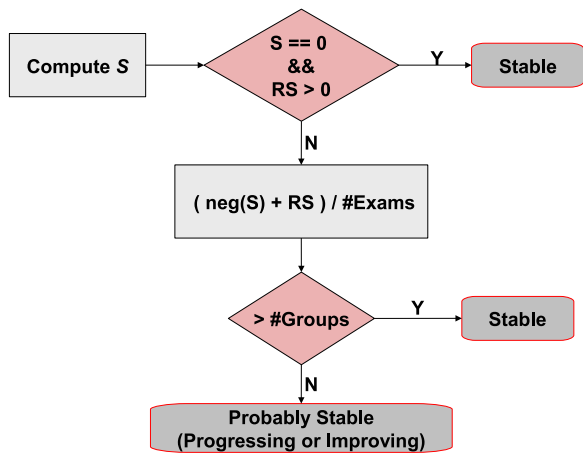 Compute S
S == 0
&&
RS > 0
Y
Stable
N
( neg(S) + RS ) / #Exams
> #Groups
Y
Stable
N
Probably Stable
(Progressing or Improving)